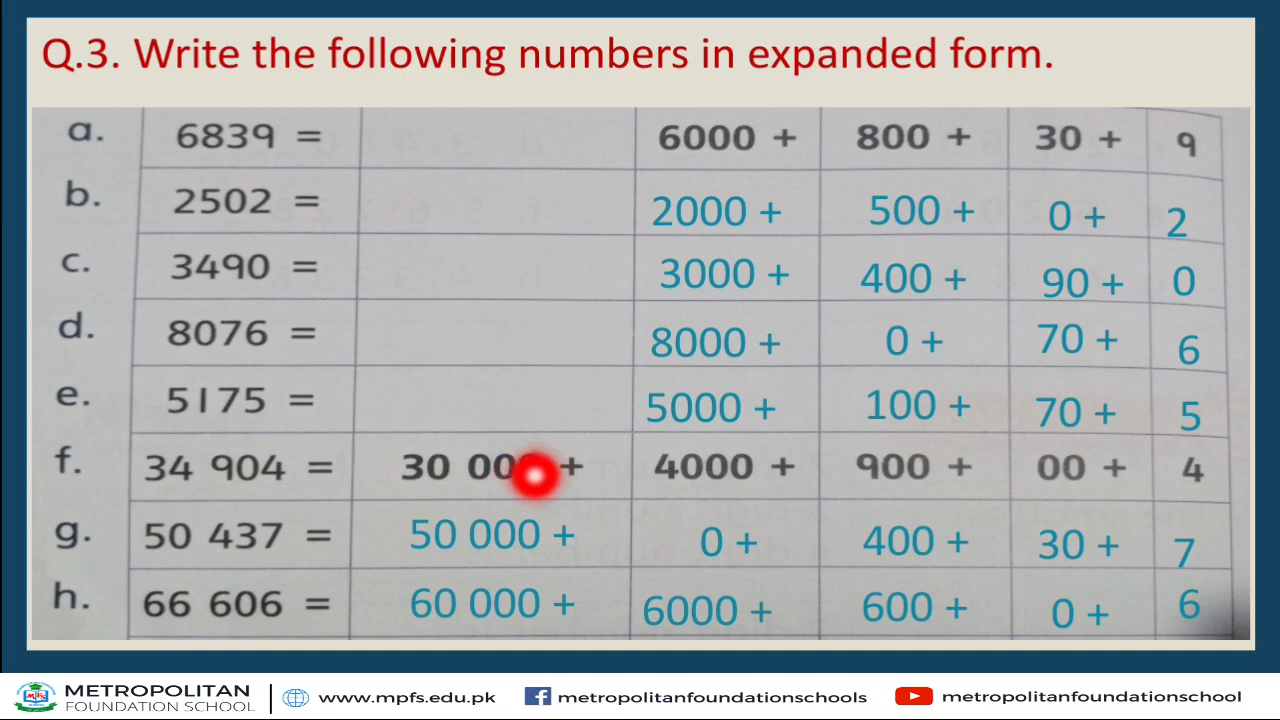 Q.3. Write the following numbers in expanded form.
a. 6839 = 6000 + 800 + 30 + 9
b. 2502 = 2000 + 500 + 0 + 2
c. 3490 = 3000 + 400 + 90 + 0
d. 8076 = 8000 + 0 + 70 + 6
e. 5175 = 5000 + 100 + 70 + 5
f. 34 904 = 30 000 + 4000 + 900 + 00 + 4
g. 50 437 = 50 000 + 0 + 400 + 30 + 7
h. 66 606 = 60 000 + 6000 + 600 + 0 + 6
METROPOLITAN
FOUNDATION SCHOOL
www.mpfs.edu.pk
metropolitanfounationschools
metropolitanfoundationschool